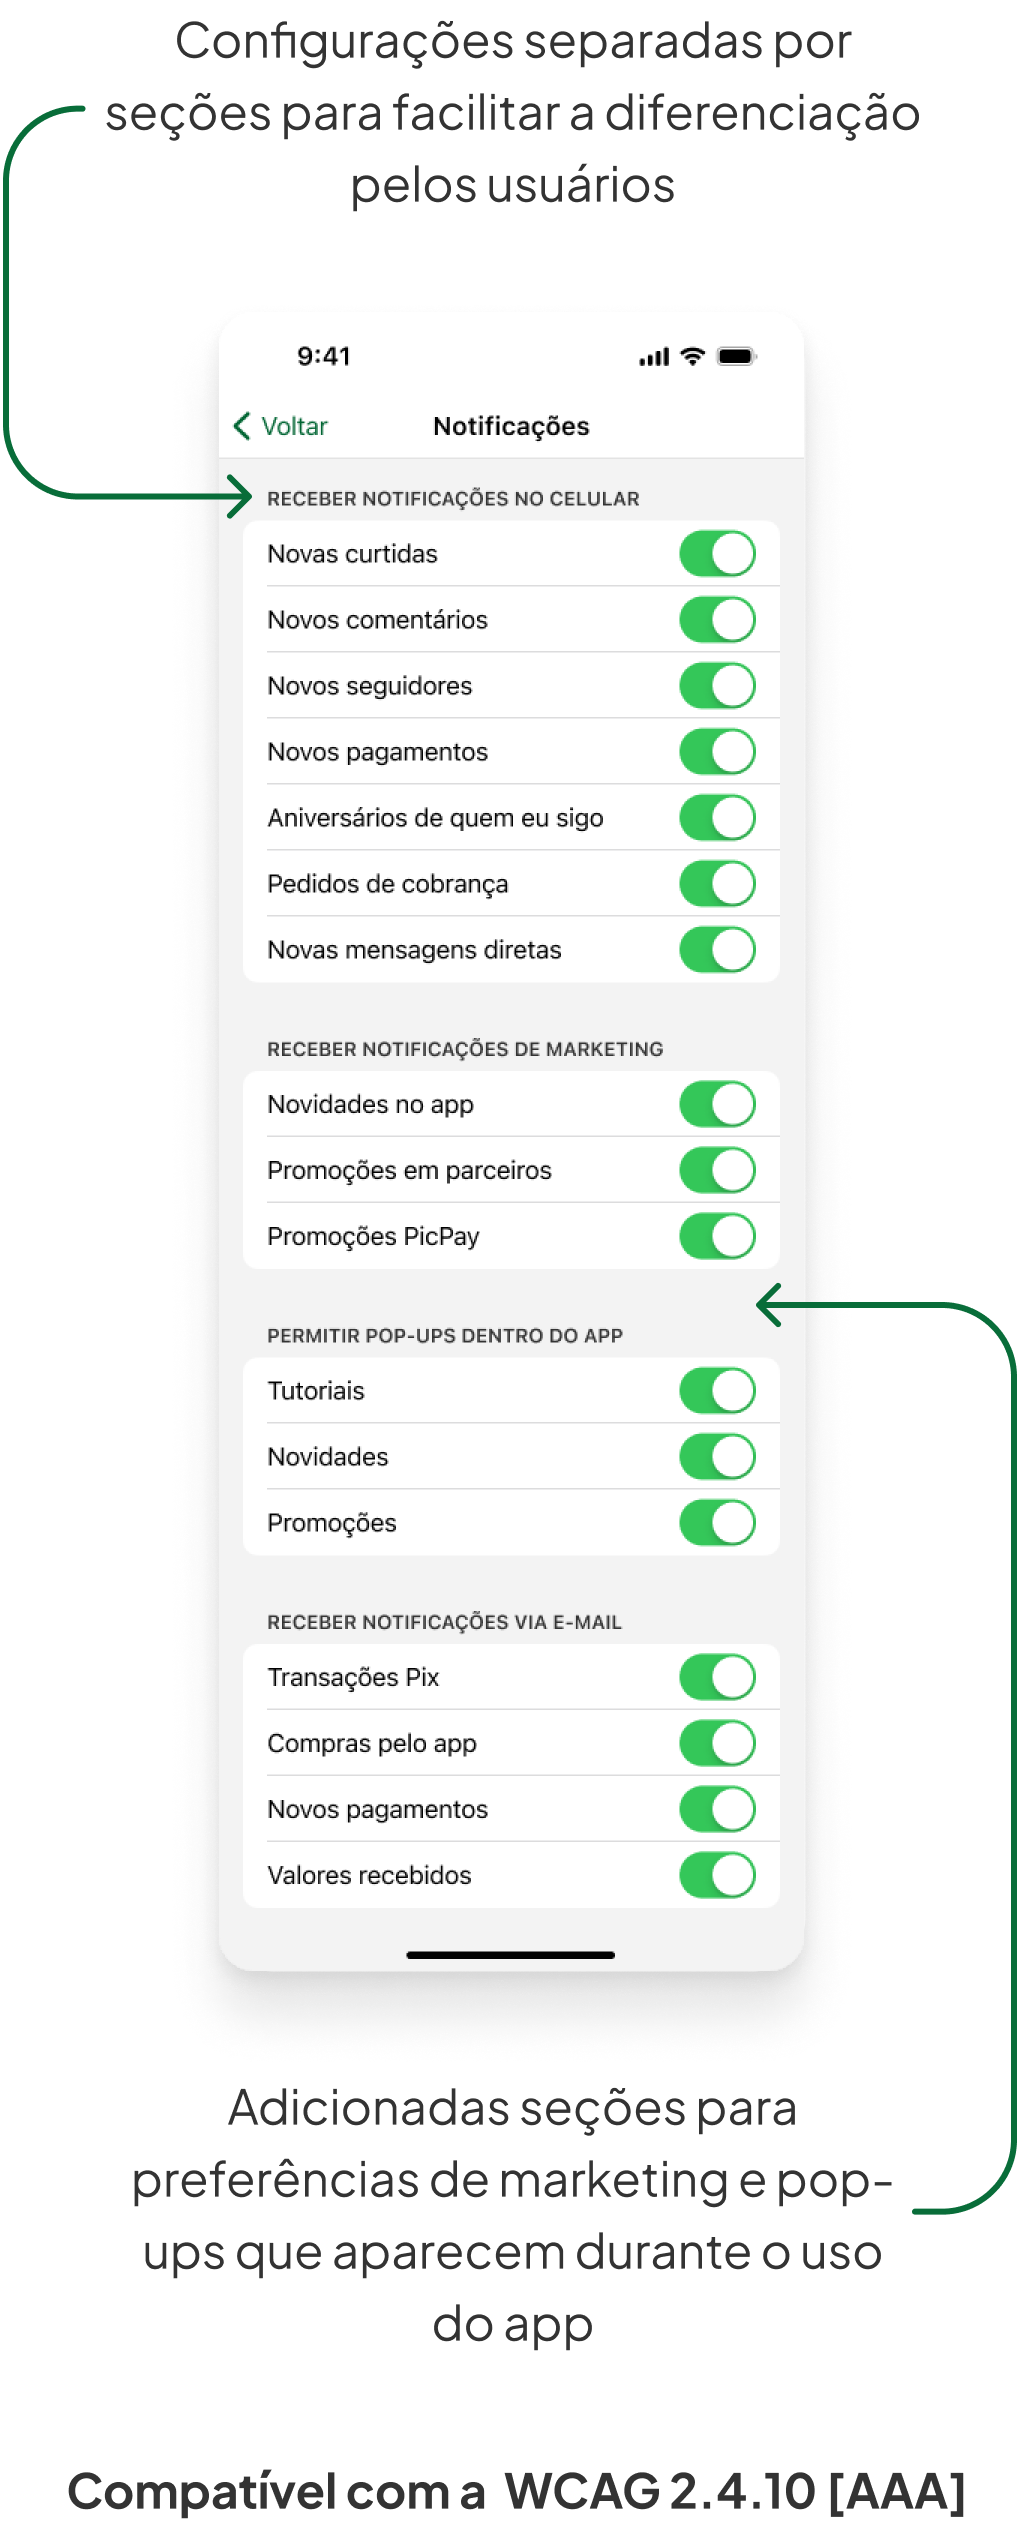 Configurações separadas por
seções para facilitar a diferenciação
pelos usuários
9:41
Voltar
Notificações
RECEBER NOTIFICAÇÕES NO CELULAR
Novas curtidas
Novos comentários
Novos seguidores
Novos pagamentos
Aniversários de quem eu sigo
Pedidos de cobrança
Novas mensagens diretas
RECEBER NOTIFICAÇÕES DE MARKETING
Novidades no app
Promoções em parceiros
Promoções PicPay
PERMITIR POP-UPS DENTRO DO APP
Tutoriais
Novidades
Promoções
RECEBER NOTIFICAÇÕES VIA E-MAIL
Transações Pix
Compras pelo app
Novos pagamentos
Valores recebidos
Adicionadas seções para
preferências de marketing e pop-
ups que aparecem durante o uso
do app
Compatível com a WCAG 2.4.10 [AAA]